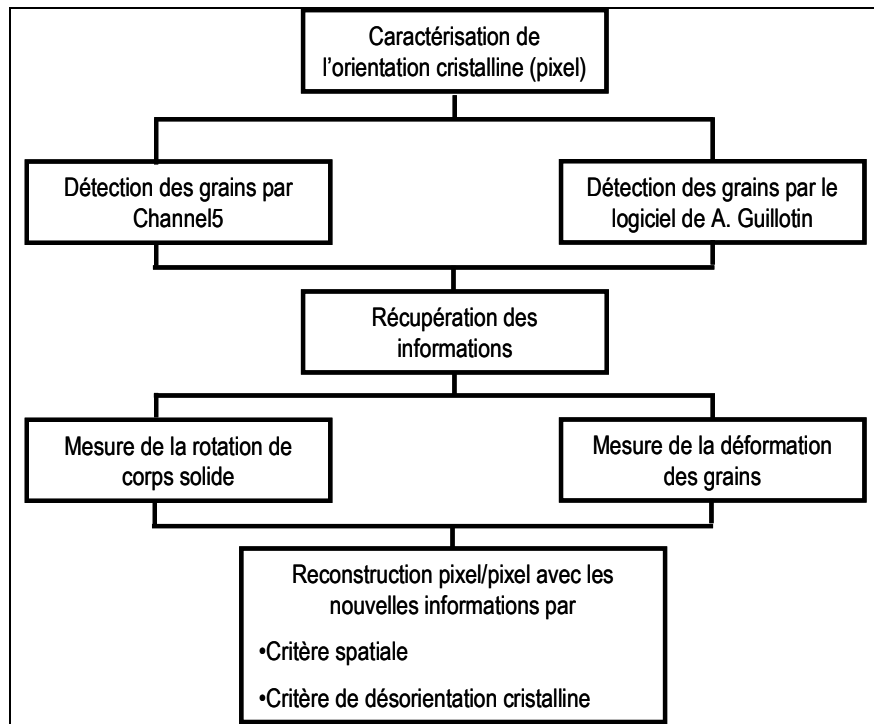 Caractérisation de
l'orientation cristalline (pixel)
Détection des grains par
Channel5
Détection des grains par le
logiciel de A. Guillotin
Récupération des
informations
Mesure de la rotation de
corps solide
Mesure de la déformation
des grains
Reconstruction pixel/pixel avec les
nouvelles informations par
•Critère spatiale
•Critère de désorientation cristalline